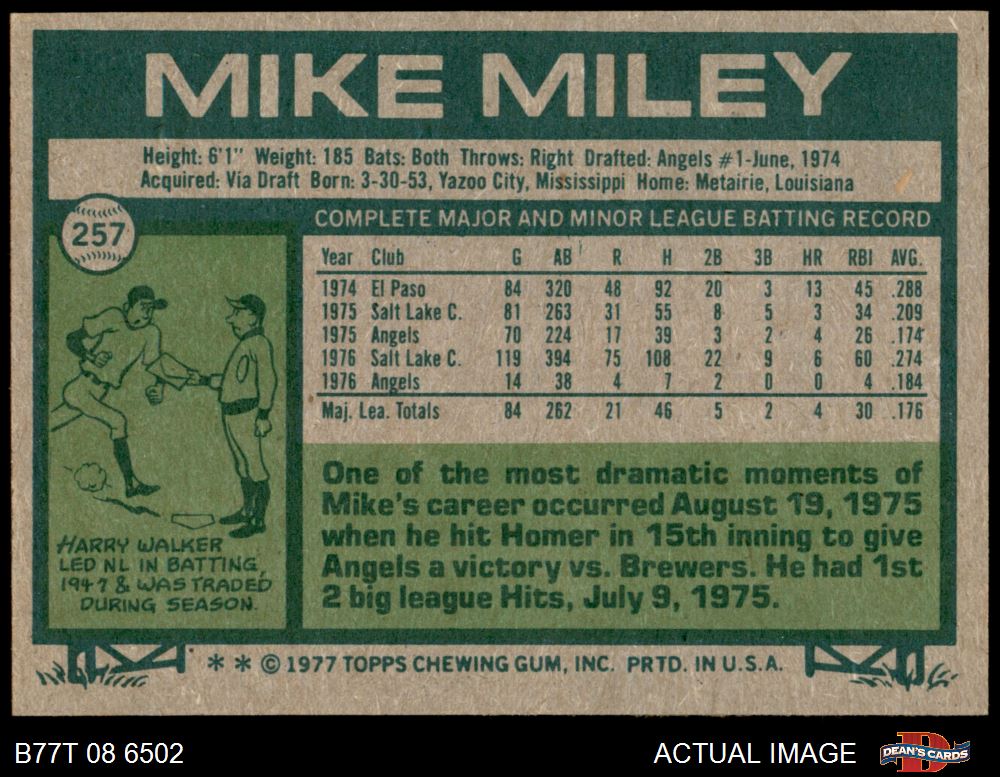 MIKE MILEY
Height: 6'1" Weight: 185 Bats: Both Throws: Right Drafted: Angels #1-June, 1974
Acquired: Via Draft Born: 3-30-53, Yazoo City, Mississippi Home: Metairie, Louisiana
257
COMPLETE MAJOR AND MINOR LEAGUE BATTING RECORD
Year Club G AB R H 2B 3B HR RBI AVG.
1974 El Paso 84 320 48 92 20 3 13 45 .288
1975 Salt Lake C. 81 263 31 55 8 5 3 34 .209
1975 Angels 70 224 17 39 3 2 4 26 .174
1976 Salt Lake C. 119 394 75 108 22 9 6 60 .274
1976 Angels 14 38 4 7 2 0 0 4 .184
Maj. Lea. Totals 84 262 21 46 5 2 4 30 .176
HARRY WALKER
LED NL IN BATTING,
1947 & WAS TRADED
DURING SEASON.
One of the most dramatic moments of
Mike's career occurred August 19, 1975
when he hit Homer in 15th inning to give
Angels a victory vs. Brewers. He had 1st
2 big league Hits, July 9, 1975.
* * © 1977 TOPPS CHEWING GUM, INC. PRTD. IN U.S.A.
B77T 08 6502
ACTUAL IMAGE
DEAN'S CARDS